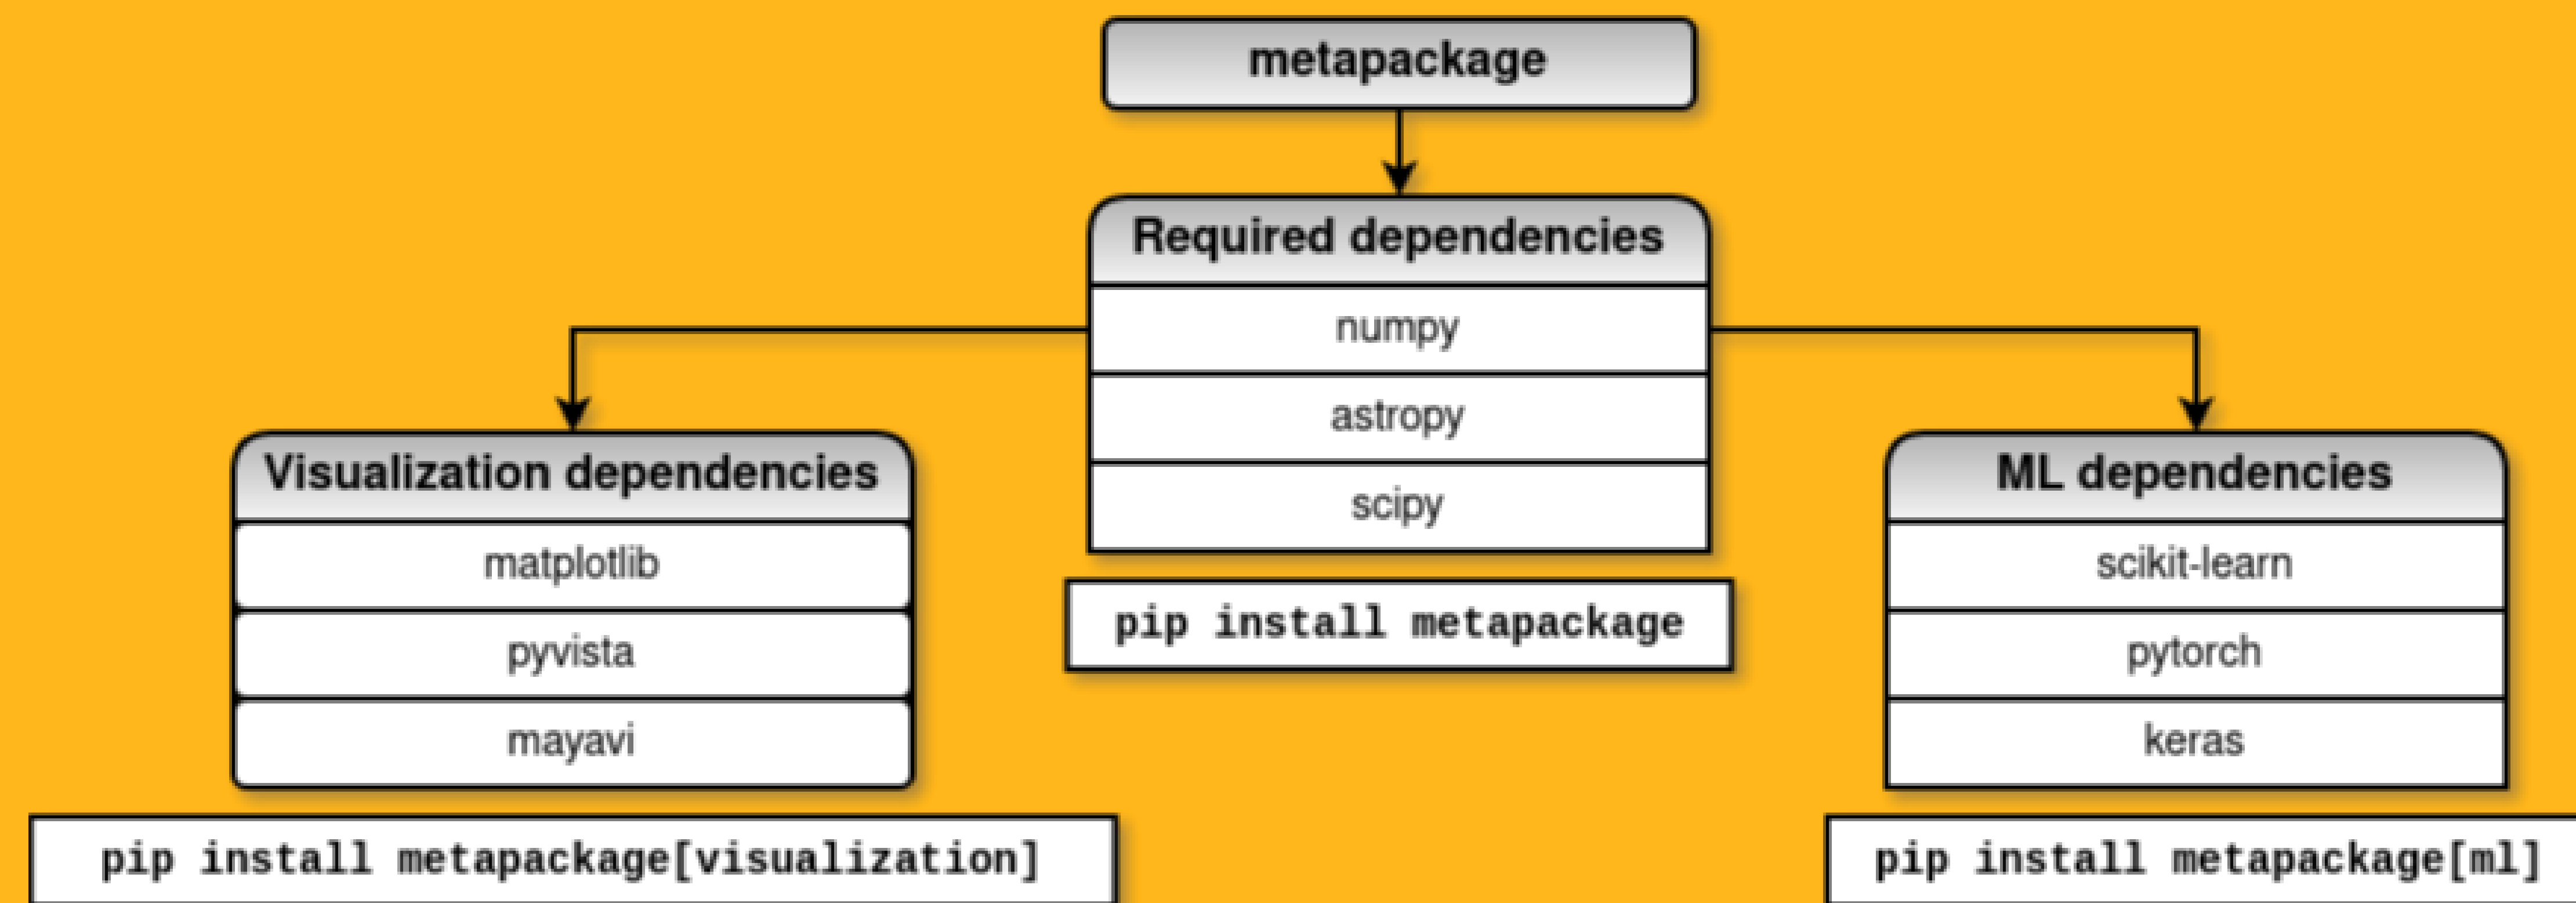 metapackage
Required dependencies
numpy
astropy
scipy
pip install metapackage
Visualization dependencies
matplotlib
pyvista
mayavi
pip install metapackage[visualization]
ML dependencies
scikit-learn
pytorch
keras
pip install metapackage[ml]